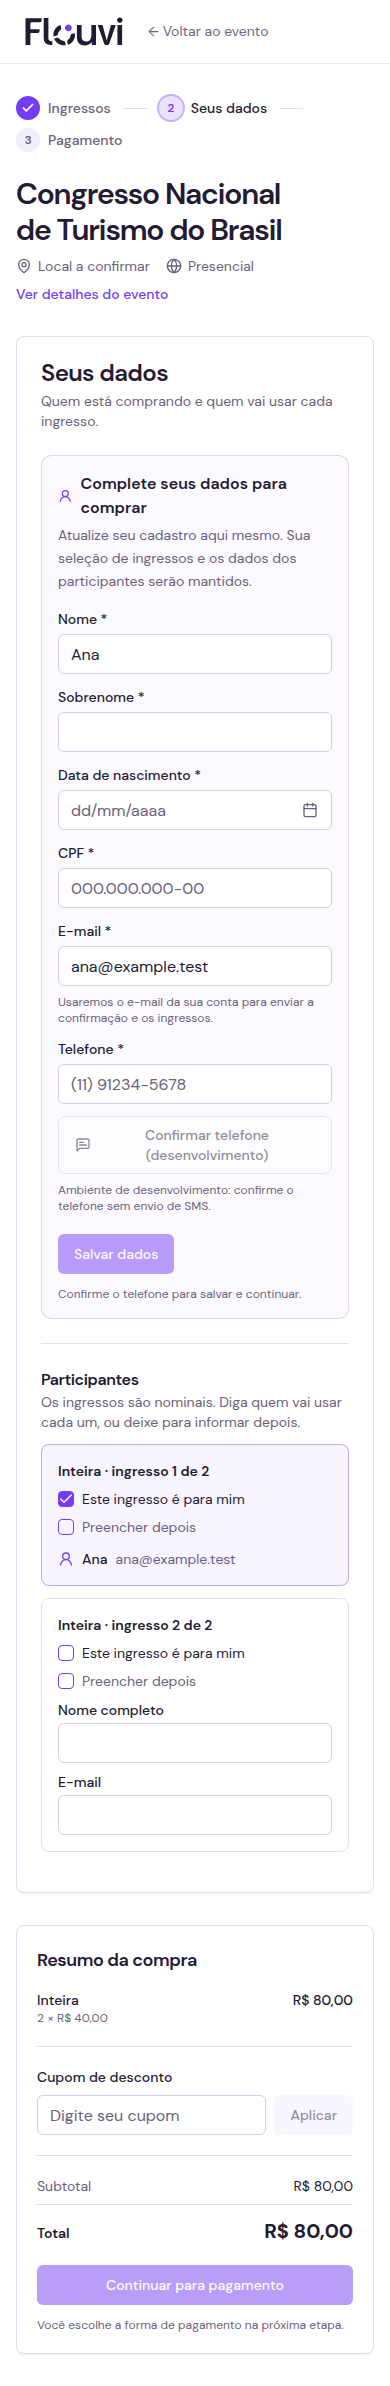 Flouvi
← Voltar ao evento
Ingressos
2 Seus dados
3 Pagamento
Congresso Nacional
de Turismo do Brasil
Local a confirmar Presencial
Ver detalhes do evento
Seus dados
Quem está comprando e quem vai usar cada
ingresso.
Complete seus dados para
comprar
Atualize seu cadastro aqui mesmo. Sua
seleção de ingressos e os dados dos
participantes serão mantidos.
Nome *
Ana
Sobrenome *
Data de nascimento *
dd/mm/aaaa
CPF *
000.000.000-00
E-mail *
ana@example.test
Usaremos o e-mail da sua conta para enviar a
confirmação e os ingressos.
Telefone *
(11) 91234-5678
Confirmar telefone
(desenvolvimento)
Ambiente de desenvolvimento: confirme o
telefone sem envio de SMS.
Salvar dados
Confirme o telefone para salvar e continuar.
Participantes
Os ingressos são nominais. Diga quem vai usar
cada um, ou deixe para informar depois.
Inteira · ingresso 1 de 2
Este ingresso é para mim
Preencher depois
Ana ana@example.test
Inteira · ingresso 2 de 2
Este ingresso é para mim
Preencher depois
Nome completo
E-mail
Resumo da compra
Inteira R$ 80,00
2 × R$ 40,00
Cupom de desconto
Digite seu cupom Aplicar
Subtotal R$ 80,00
Total R$ 80,00
Continuar para pagamento
Você escolhe a forma de pagamento na próxima etapa.